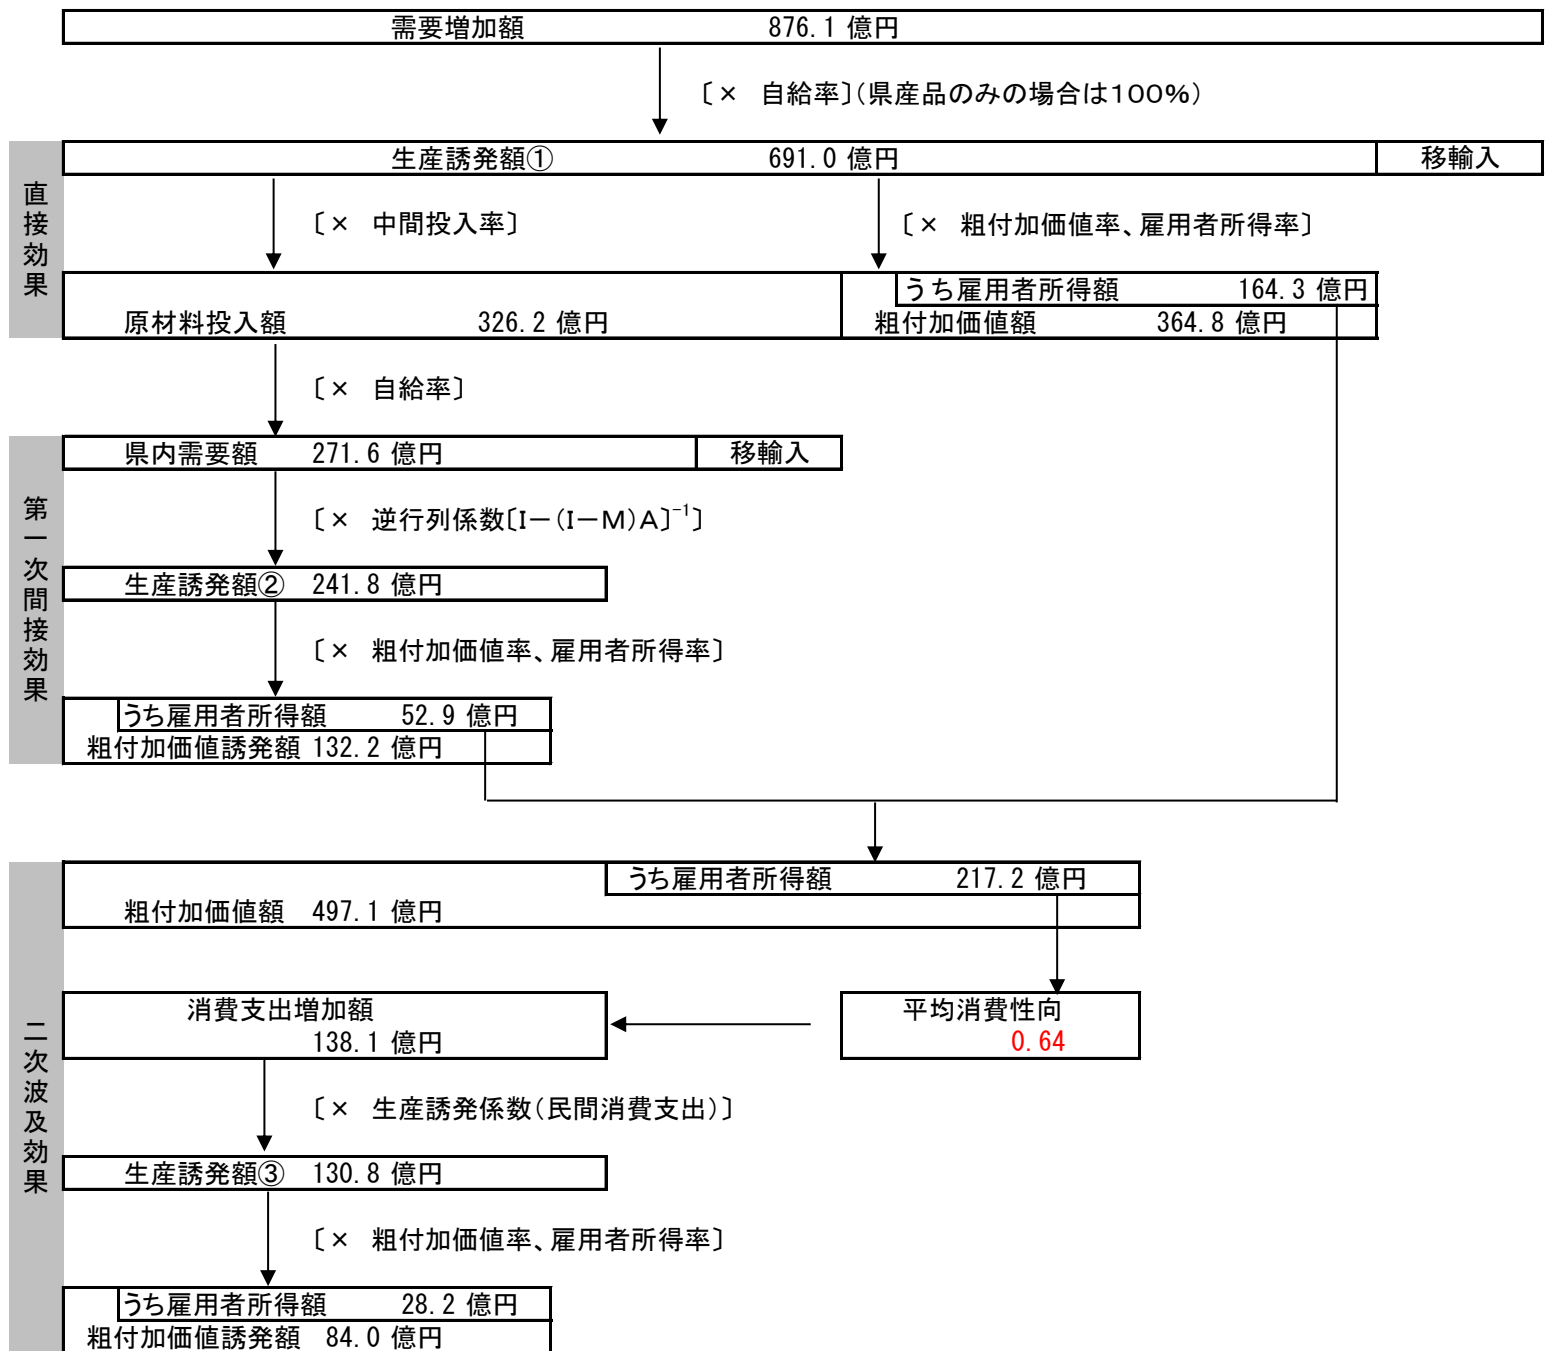 需要増加額 876.1 億円
〔× 自給率〕(県産品のみの場合は100%)
直接効果
生産誘発額① 691.0 億円 移輸入
〔× 中間投入率〕 〔× 粗付加価値率、雇用者所得率〕
うち雇用者所得額 164.3 億円
原材料投入額 326.2 億円 粗付加価値額 364.8 億円
〔× 自給率〕
第一次間接効果
県内需要額 271.6 億円 移輸入
〔× 逆行列係数〔I-(I-M)A〕⁻¹〕
生産誘発額② 241.8 億円
〔× 粗付加価値率、雇用者所得率〕
うち雇用者所得額 52.9 億円
粗付加価値誘発額 132.2 億円
二次波及効果
うち雇用者所得額 217.2 億円
粗付加価値額 497.1 億円
消費支出増加額 平均消費性向
138.1 億円 0.64
〔× 生産誘発係数(民間消費支出)〕
生産誘発額③ 130.8 億円
〔× 粗付加価値率、雇用者所得率〕
うち雇用者所得額 28.2 億円
粗付加価値誘発額 84.0 億円